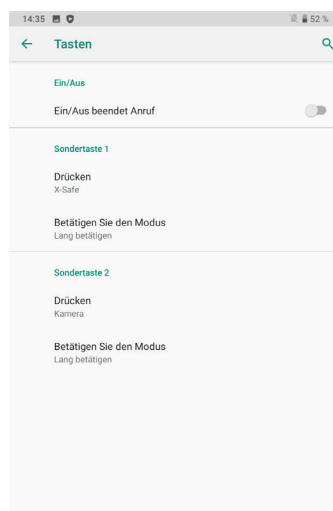 14:35 52 %
Tasten
Ein/Aus
Ein/Aus beendet Anruf
Sondertaste 1
Drücken
X-Safe
Betätigen Sie den Modus
Lang betätigen
Sondertaste 2
Drücken
Kamera
Betätigen Sie den Modus
Lang betätigen